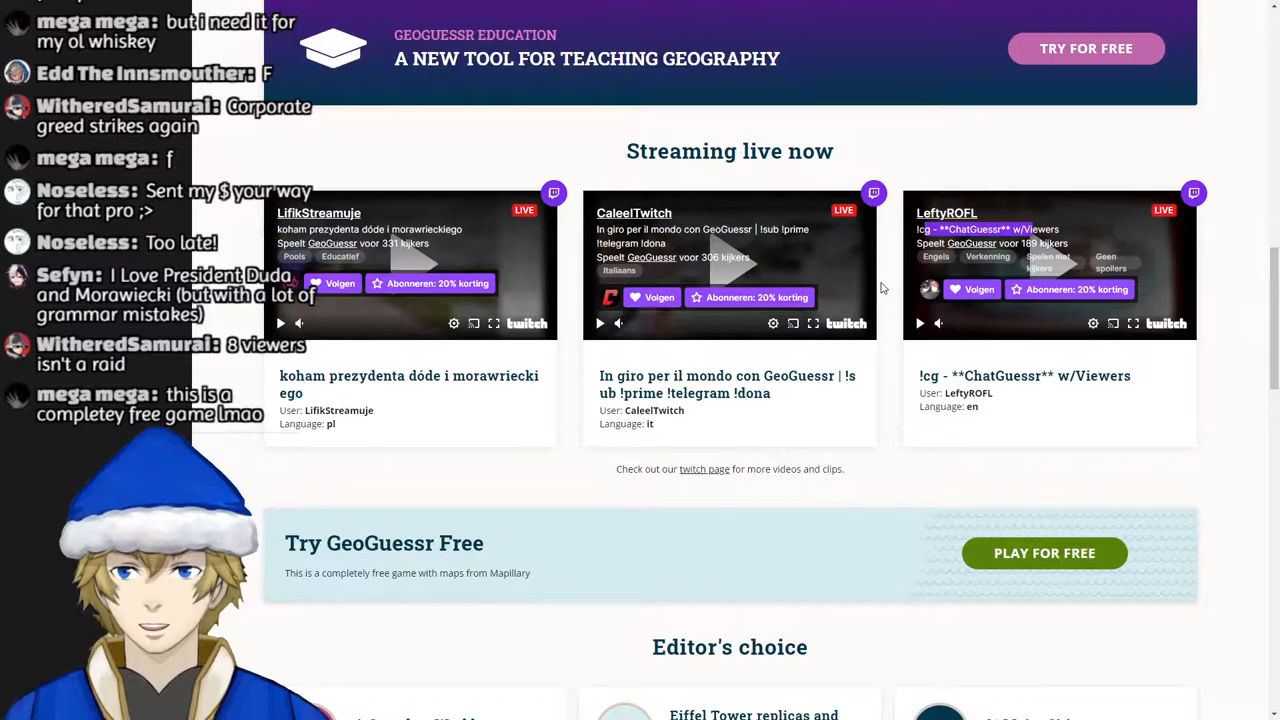 mega mega: but i need it for
my ol whiskey
Edd The Innsmouther: F
WitheredSamurai: Corporate
greed strikes again
mega mega: f
Noseless: Sent my $ your way
for that pro ;>
Noseless: Too late!
Sefyn: I Love President Duda
and Morawiecki (but with a lot of
grammar mistakes)
WitheredSamurai: 8 viewers
isn't a raid
mega mega: this is a
completey free game lmao
GEOGUESSR EDUCATION
A NEW TOOL FOR TEACHING GEOGRAPHY
TRY FOR FREE
Streaming live now
LifikStreamuje
LIVE
koham prezydenta dóde i morawrieckiego
Speelt GeoGuessr voor 331 kijkers
Pools Educatief
Volgen Abonneren: 20% korting
twitch
koham prezydenta dóde i morawriecki
ego
User: LifikStreamuje
Language: pl
CaleelTwitch
LIVE
In giro per il mondo con GeoGuessr | !sub !prime
!telegram !dona
Speelt GeoGuessr voor 306 kijkers
Italiaans
Volgen Abonneren: 20% korting
twitch
In giro per il mondo con GeoGuessr | !s
ub !prime !telegram !dona
User: CaleelTwitch
Language: it
LeftyROFL
LIVE
!cg - **ChatGuessr** w/Viewers
Speelt GeoGuessr voor 189 kijkers
Engels Verkenning Spelen met Geen
kijkers spoilers
Volgen Abonneren: 20% korting
twitch
!cg - **ChatGuessr** w/Viewers
User: LeftyROFL
Language: en
Check out our twitch page for more videos and clips.
Try GeoGuessr Free
This is a completely free game with maps from Mapillary
PLAY FOR FREE
Editor's choice
Eiffel Tower replicas and